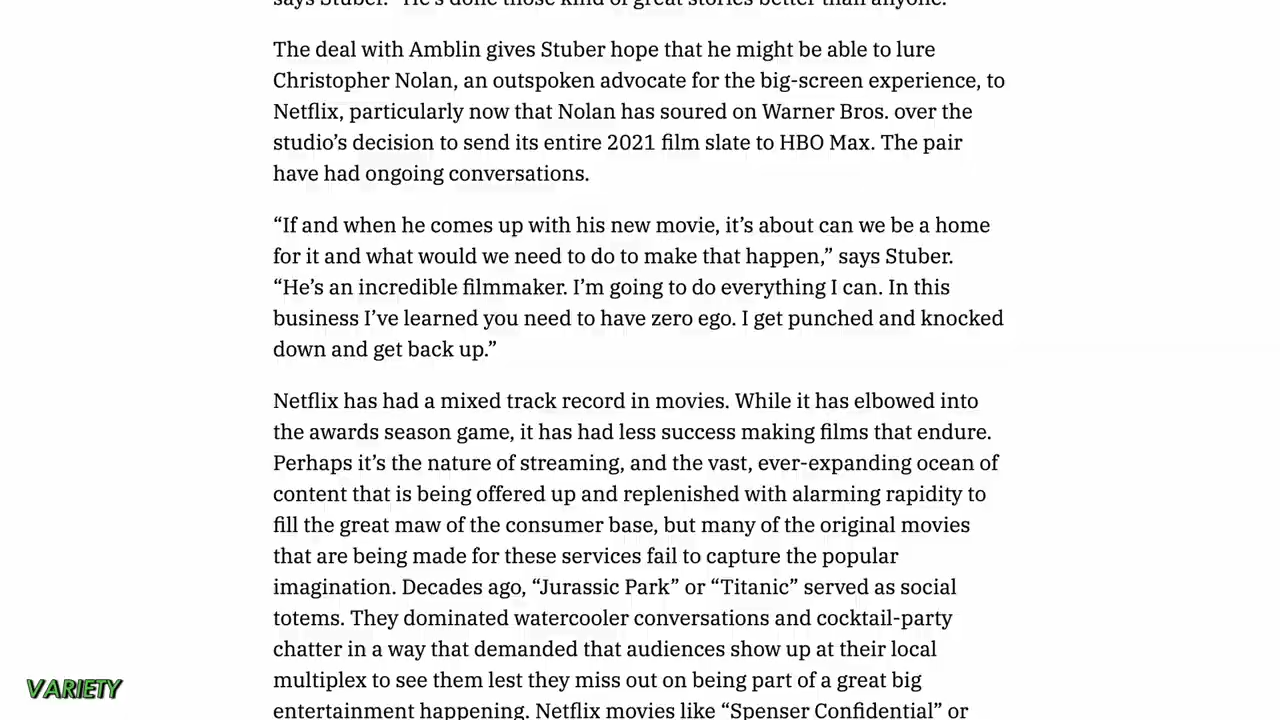 says Stuber. “He’s done those kind of great stories better than anyone.”
The deal with Amblin gives Stuber hope that he might be able to lure
Christopher Nolan, an outspoken advocate for the big-screen experience, to
Netflix, particularly now that Nolan has soured on Warner Bros. over the
studio’s decision to send its entire 2021 film slate to HBO Max. The pair
have had ongoing conversations.
“If and when he comes up with his new movie, it’s about can we be a home
for it and what would we need to do to make that happen,” says Stuber.
“He’s an incredible filmmaker. I’m going to do everything I can. In this
business I’ve learned you need to have zero ego. I get punched and knocked
down and get back up.”
Netflix has had a mixed track record in movies. While it has elbowed into
the awards season game, it has had less success making films that endure.
Perhaps it’s the nature of streaming, and the vast, ever-expanding ocean of
content that is being offered up and replenished with alarming rapidity to
fill the great maw of the consumer base, but many of the original movies
that are being made for these services fail to capture the popular
imagination. Decades ago, “Jurassic Park” or “Titanic” served as social
totems. They dominated watercooler conversations and cocktail-party
chatter in a way that demanded that audiences show up at their local
multiplex to see them lest they miss out on being part of a great big
entertainment happening. Netflix movies like “Spenser Confidential” or
VARIETY